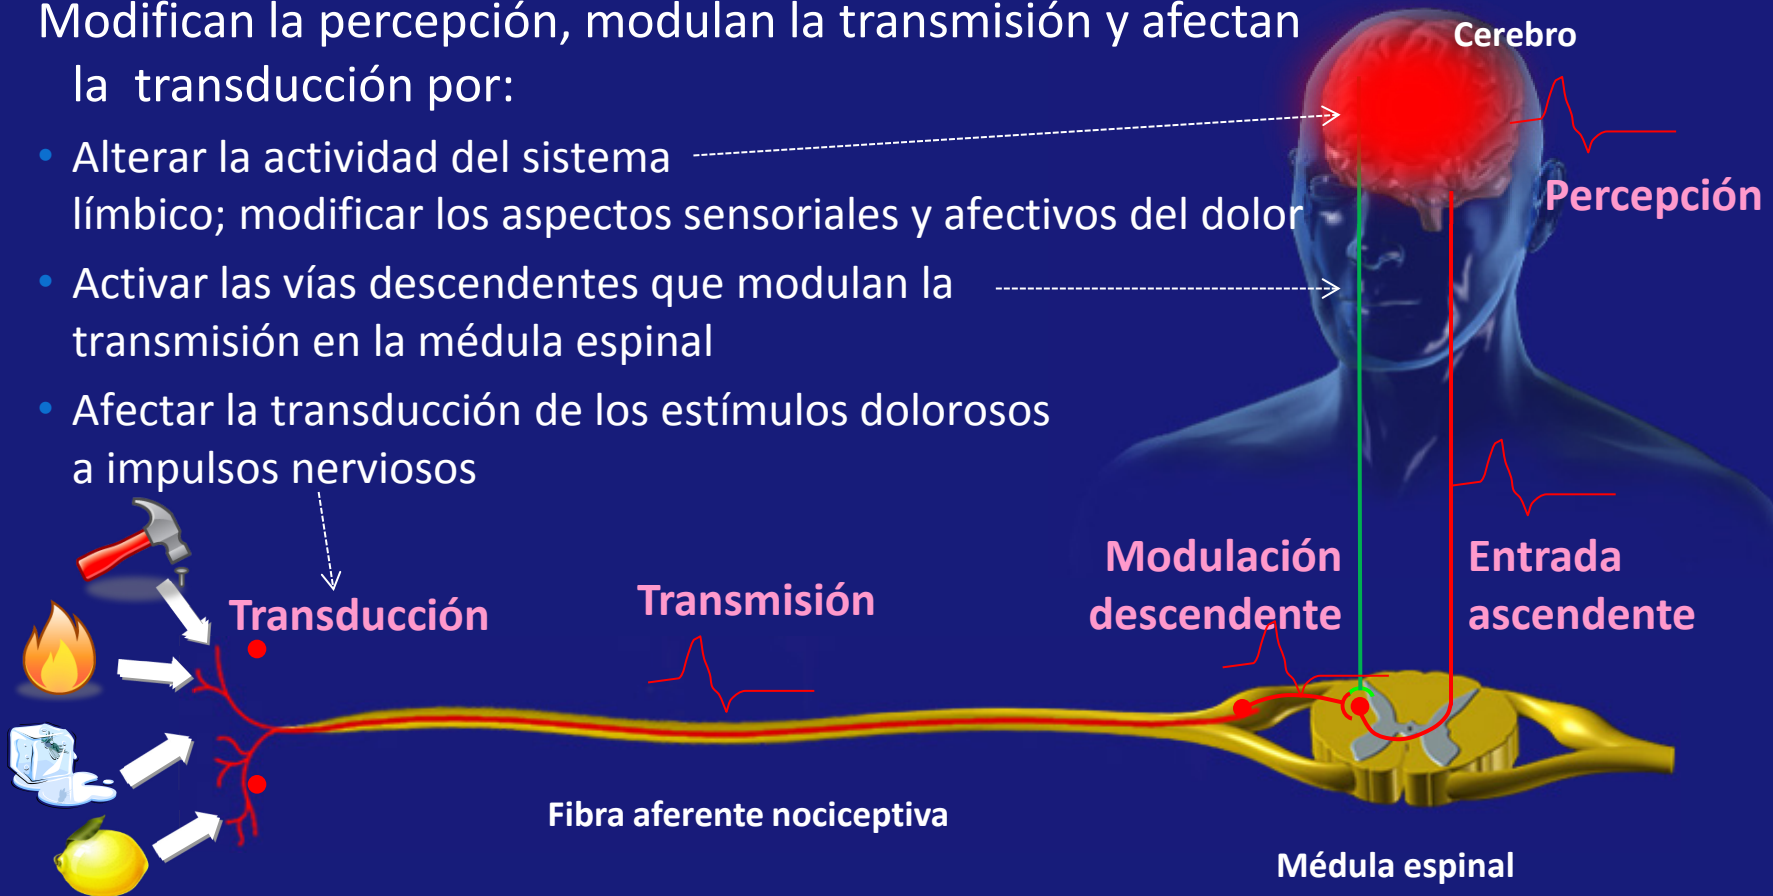 Modifican la percepción, modulan la transmisión y afectan
la transducción por:
• Alterar la actividad del sistema
límbico; modificar los aspectos sensoriales y afectivos del dolor
• Activar las vías descendentes que modulan la
transmisión en la médula espinal
• Afectar la transducción de los estímulos dolorosos
a impulsos nerviosos
Cerebro
Percepción
Transducción
Transmisión
Modulación
descendente
Entrada
ascendente
Fibra aferente nociceptiva
Médula espinal